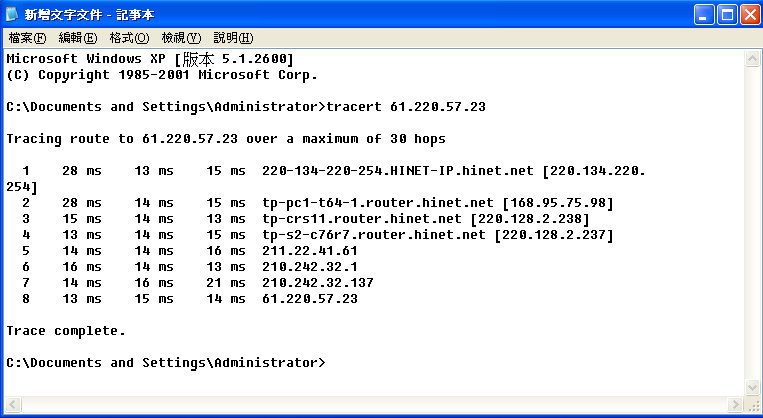 新增文字文件 - 記事本
檔案(F) 編輯(E) 格式(O) 檢視(V) 說明(H)
Microsoft Windows XP [版本 5.1.2600]
(C) Copyright 1985-2001 Microsoft Corp.
C:\Documents and Settings\Administrator>tracert 61.220.57.23
Tracing route to 61.220.57.23 over a maximum of 30 hops
1 28 ms 13 ms 15 ms 220-134-220-254.HINET-IP.hinet.net [220.134.220.
254]
2 28 ms 14 ms 15 ms tp-pc1-t64-1.router.hinet.net [168.95.75.98]
3 15 ms 14 ms 13 ms tp-crs11.router.hinet.net [220.128.2.238]
4 13 ms 14 ms 15 ms tp-s2-c76r7.router.hinet.net [220.128.2.237]
5 14 ms 14 ms 16 ms 211.22.41.61
6 16 ms 14 ms 13 ms 210.242.32.1
7 14 ms 16 ms 21 ms 210.242.32.137
8 13 ms 15 ms 14 ms 61.220.57.23
Trace complete.
C:\Documents and Settings\Administrator>